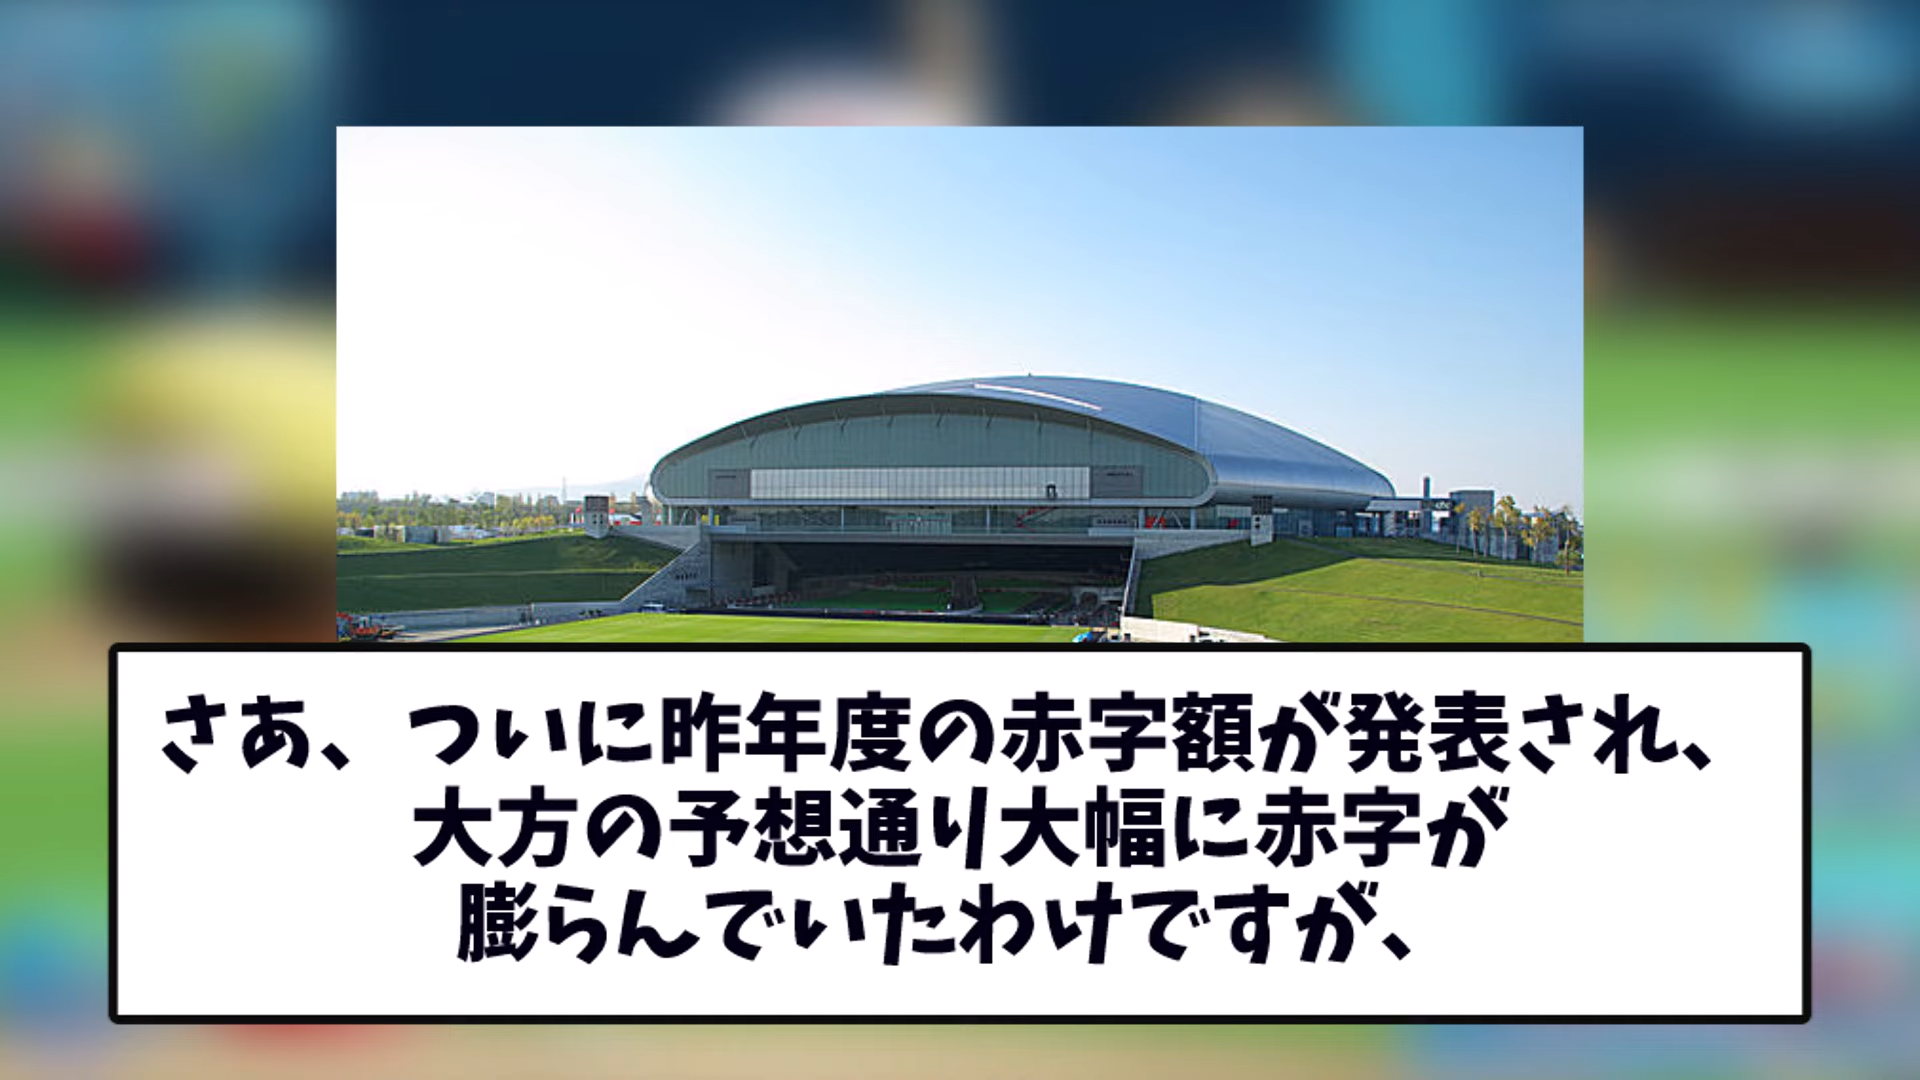 さあ、ついに昨年度の赤字額が発表され、
大方の予想通り大幅に赤字が
膨らんでいたわけですが、